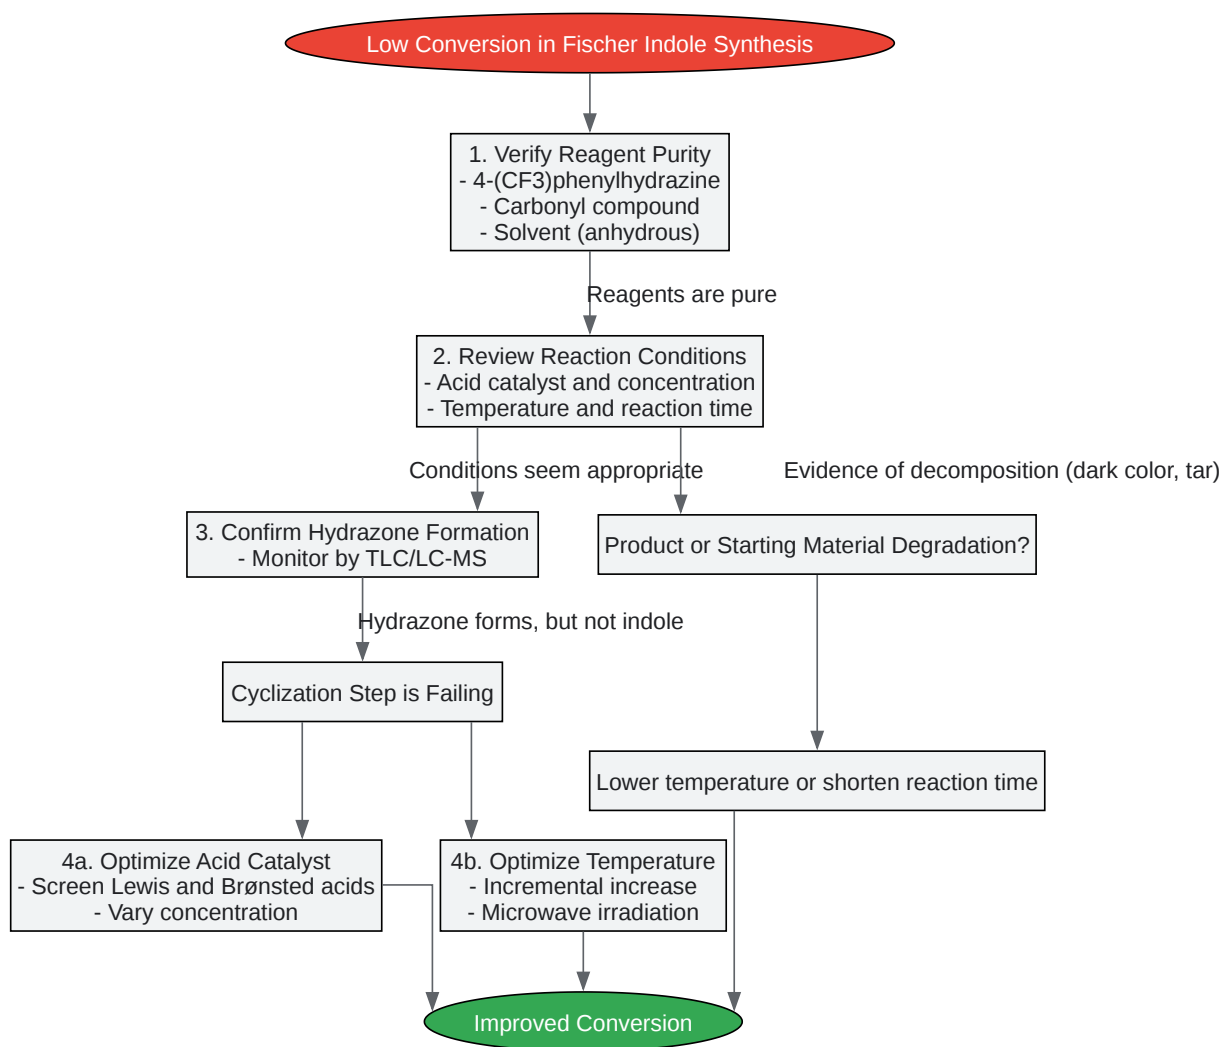 Low Conversion in Fischer Indole Synthesis
1. Verify Reagent Purity
- 4-(CF3)phenylhydrazine
- Carbonyl compound
- Solvent (anhydrous)
Reagents are pure
2. Review Reaction Conditions
- Acid catalyst and concentration
- Temperature and reaction time
Conditions seem appropriate
Evidence of decomposition (dark color, tar)
3. Confirm Hydrazone Formation
- Monitor by TLC/LC-MS
Product or Starting Material Degradation?
Hydrazone forms, but not indole
Cyclization Step is Failing
Lower temperature or shorten reaction time
4a. Optimize Acid Catalyst
- Screen Lewis and Brønsted acids
- Vary concentration
4b. Optimize Temperature
- Incremental increase
- Microwave irradiation
Improved Conversion